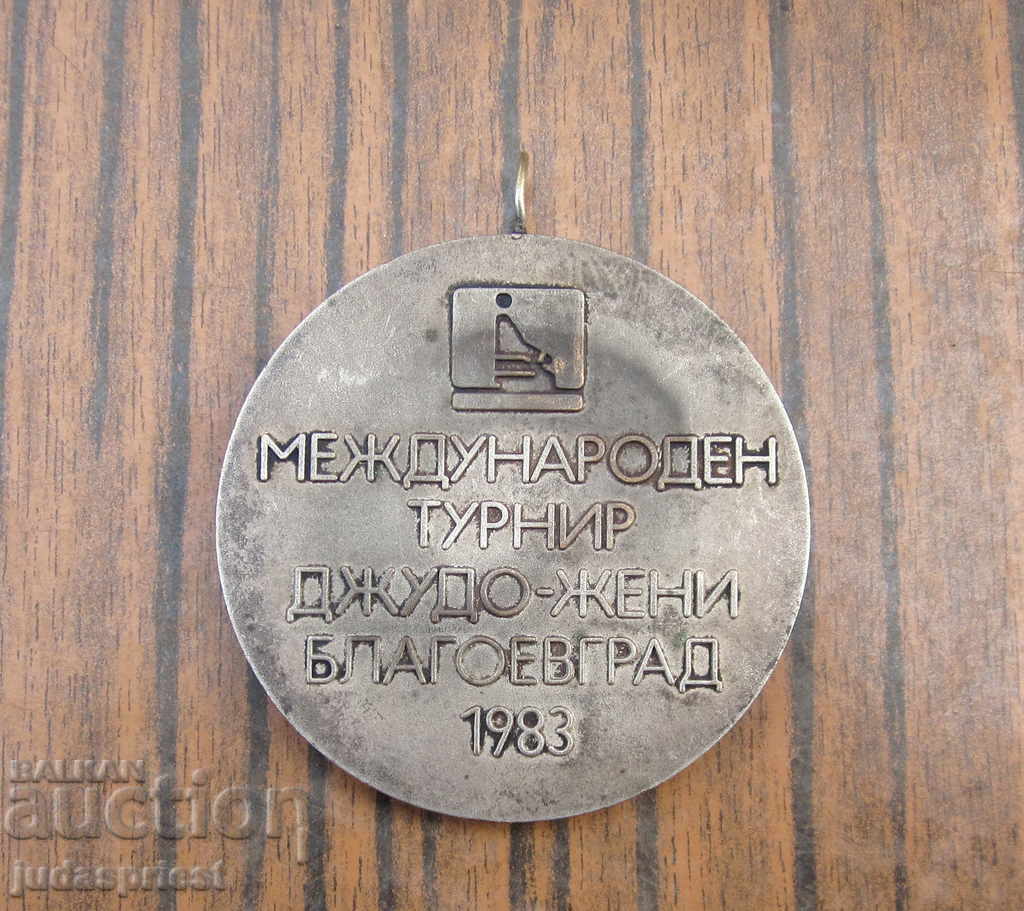 МЕЖДУНАРОДЕН
ТУРНИР
ДЖУДО-ЖЕНИ
БЛАГОЕВГРАД
1983
BALKAN
auction
judaspriest